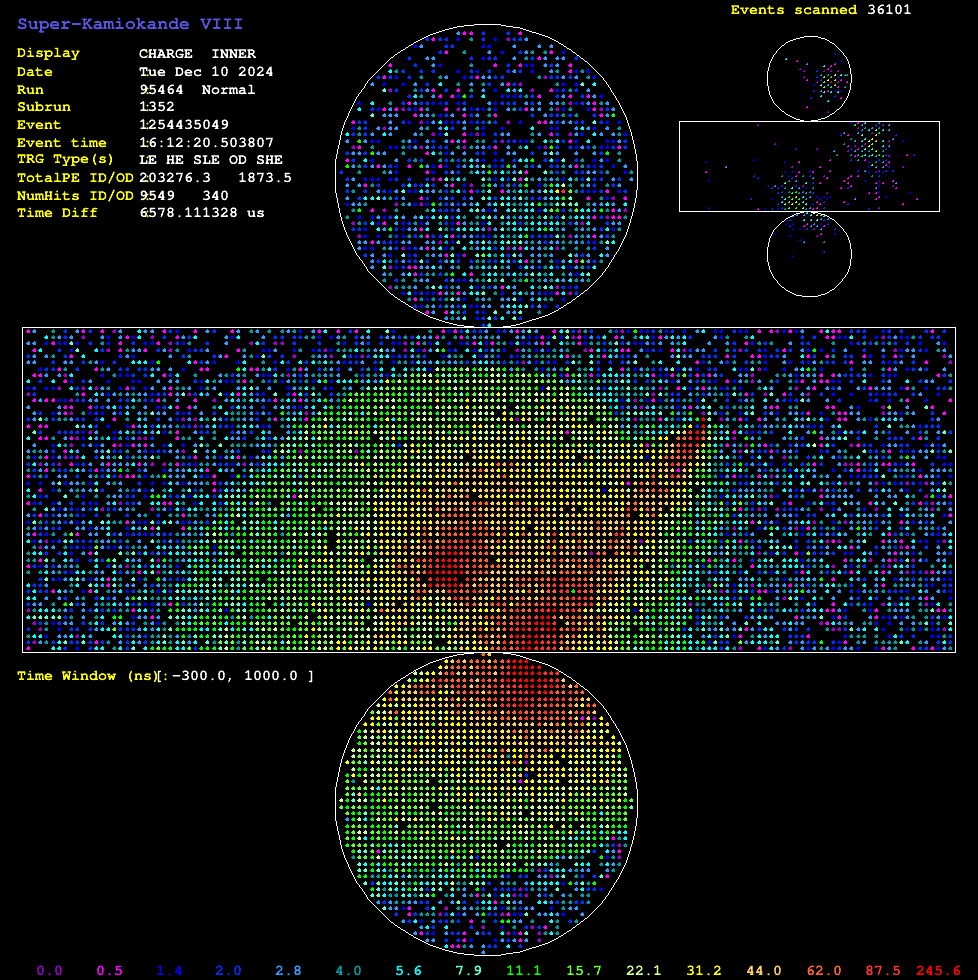 Super-Kamiokande VIII
Events scanned 36101
Display CHARGE INNER
Date Tue Dec 10 2024
Run 95464 Normal
Subrun 1352
Event 1254435049
Event time 16:12:20.503807
TRG Type(s) LE HE SLE OD SHE
TotalPE ID/OD 203276.3 1873.5
NumHits ID/OD 9549 340
Time Diff 6578.111328 us
Time Window (ns): [-300.0, 1000.0 ]
0.0 0.5 1.4 2.0 2.8 4.0 5.6 7.9 11.1 15.7 22.1 31.2 44.0 62.0 87.5 245.6